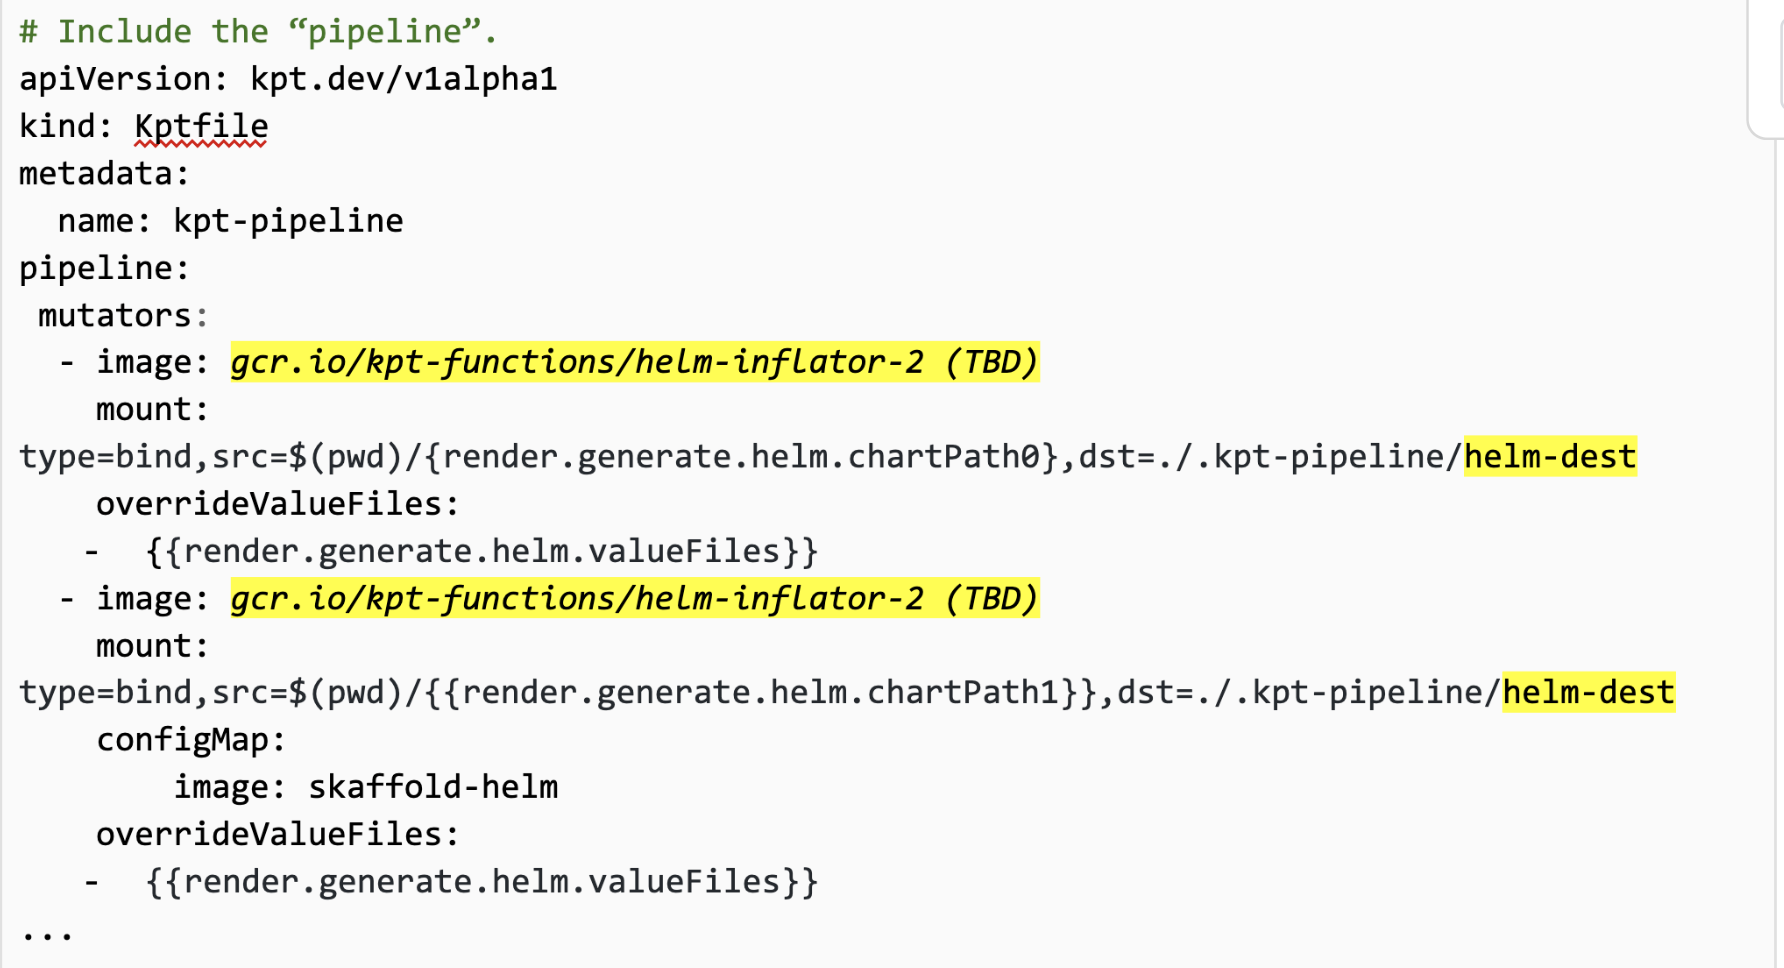 # Include the “pipeline”.
apiVersion: kpt.dev/v1alpha1
kind: Kptfile
metadata:
  name: kpt-pipeline
pipeline:
 mutators:
  - image: gcr.io/kpt-functions/helm-inflator-2 (TBD)
    mount:
type=bind,src=$(pwd)/{render.generate.helm.chartPath0},dst=./.kpt-pipeline/helm-dest
    overrideValueFiles:
   -  {{render.generate.helm.valueFiles}}
  - image: gcr.io/kpt-functions/helm-inflator-2 (TBD)
    mount:
type=bind,src=$(pwd)/{{render.generate.helm.chartPath1}},dst=./.kpt-pipeline/helm-dest
    configMap:
        image: skaffold-helm
    overrideValueFiles:
   -  {{render.generate.helm.valueFiles}}
...